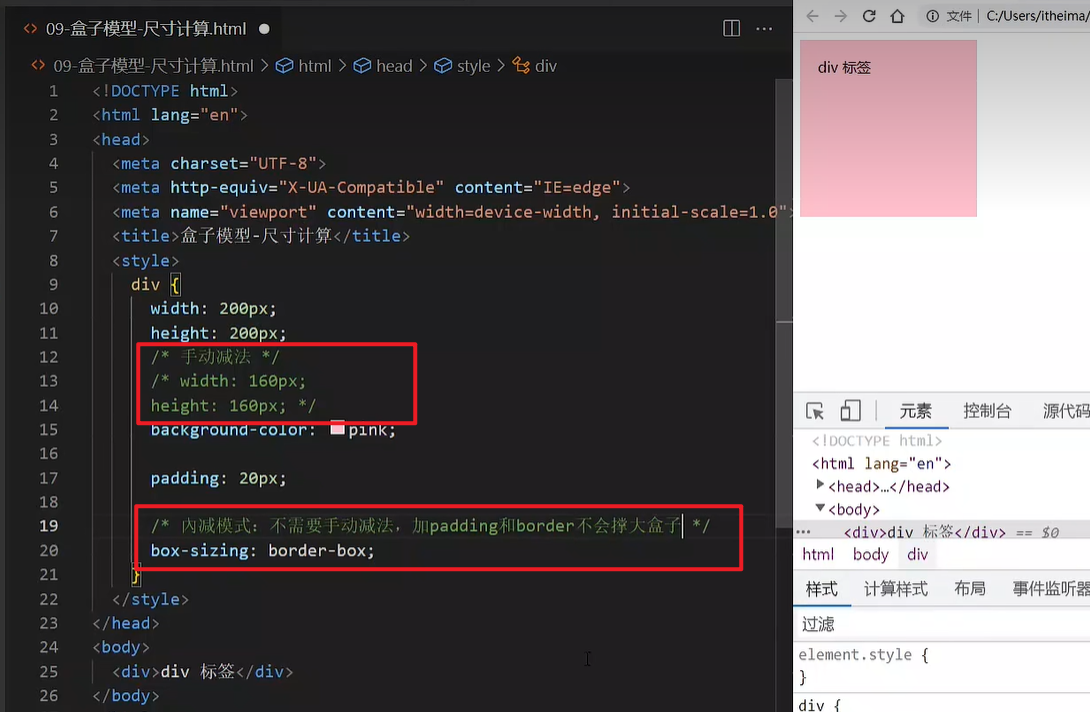 09-盒子模型-尺寸计算.html
09-盒子模型-尺寸计算.html > html > head > style > div
1 <!DOCTYPE html>
2 <html lang="en">
3 <head>
4 <meta charset="UTF-8">
5 <meta http-equiv="X-UA-Compatible" content="IE=edge">
6 <meta name="viewport" content="width=device-width, initial-scale=1.0">
7 <title>盒子模型-尺寸计算</title>
8 <style>
9 div {
10 width: 200px;
11 height: 200px;
12 /* 手动减法 */
13 /* width: 160px;
14 height: 160px; */
15 background-color: pink;
16
17 padding: 20px;
18
19 /* 内减模式：不需要手动减法，加padding和border不会撑大盒子 */
20 box-sizing: border-box;
21 }
22 </style>
23 </head>
24 <body>
25 <div>div 标签</div>
26 </body>
文件 | C:/Users/itheima/
div 标签
元素 控制台 源代码
<!DOCTYPE html>
<html lang="en">
<head>…</head>
<body>
<div>div 标签</div> == $0
html body div
样式 计算样式 布局 事件监听器
过滤
element.style {
}
div {